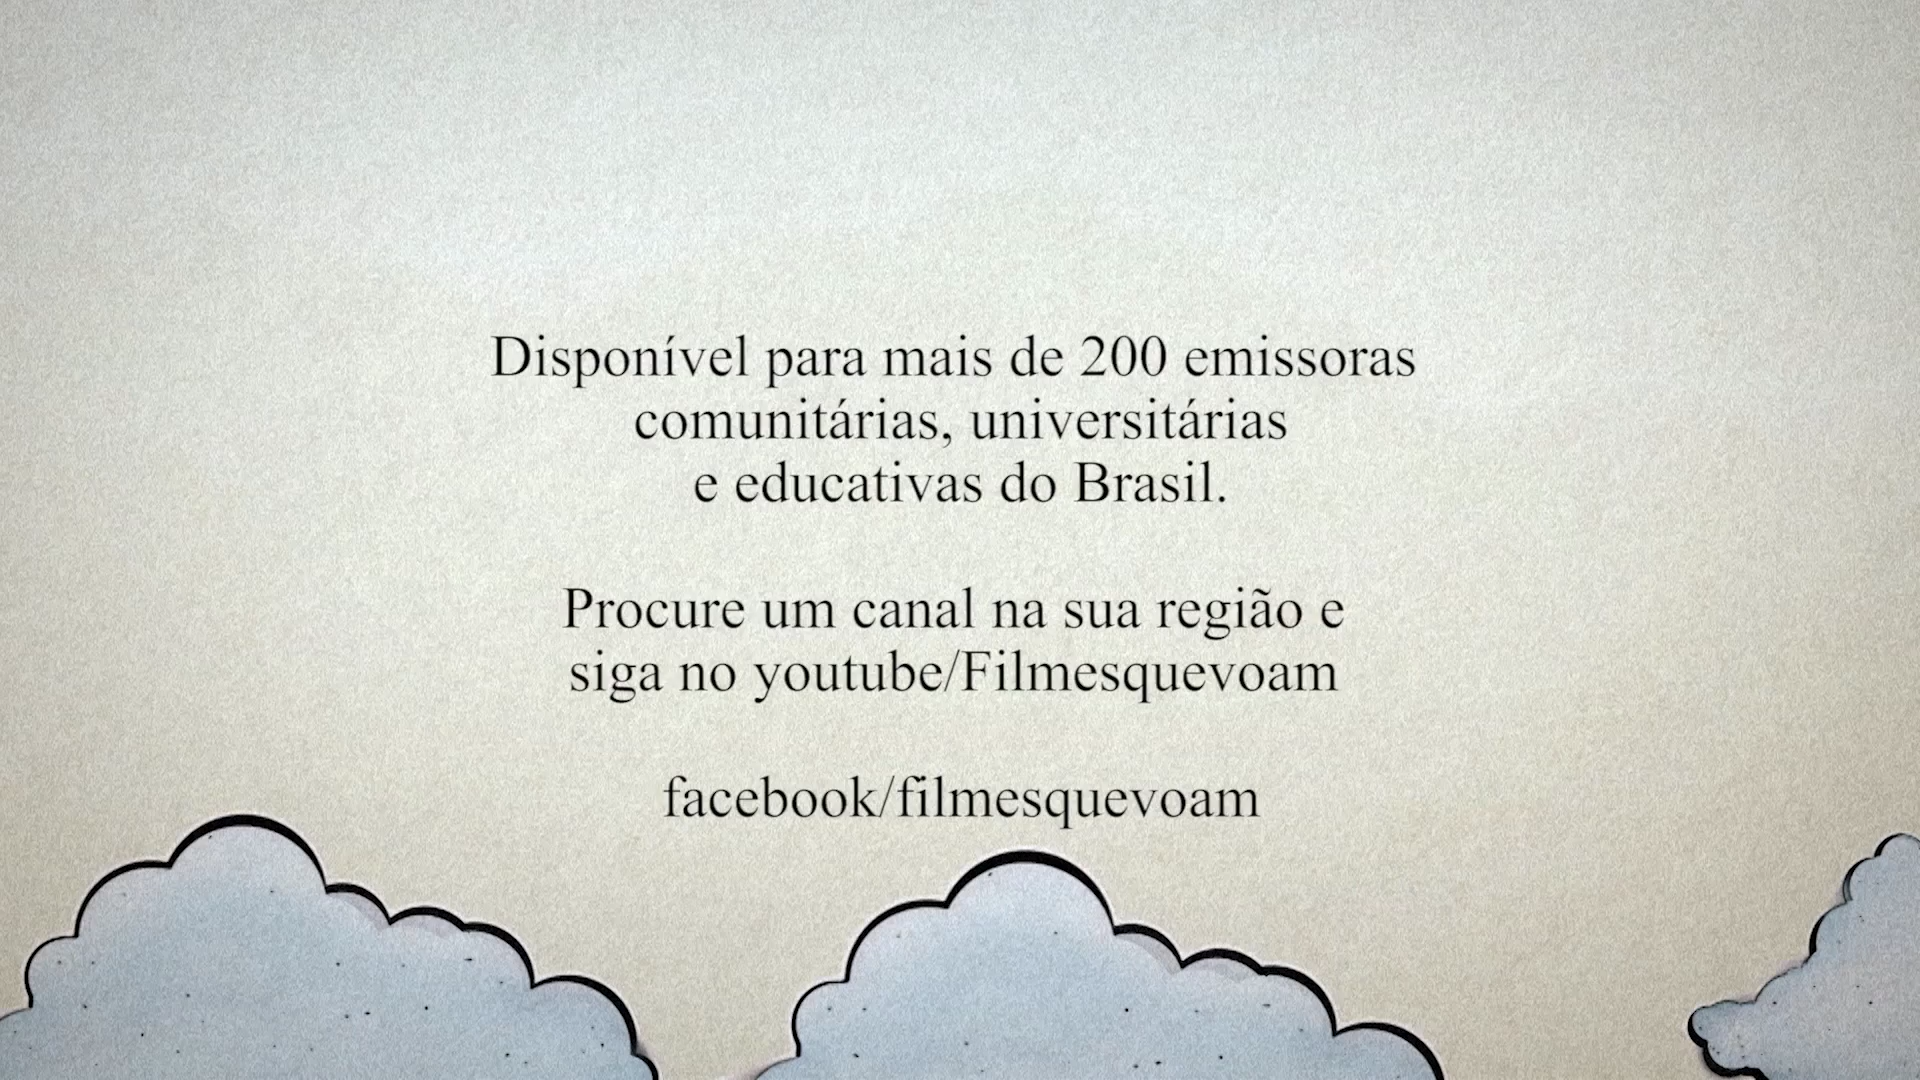 Disponível para mais de 200 emissoras
comunitárias, universitárias
e educativas do Brasil.
Procure um canal na sua região e
siga no youtube/Filmesquevoam
facebook/filmesquevoam